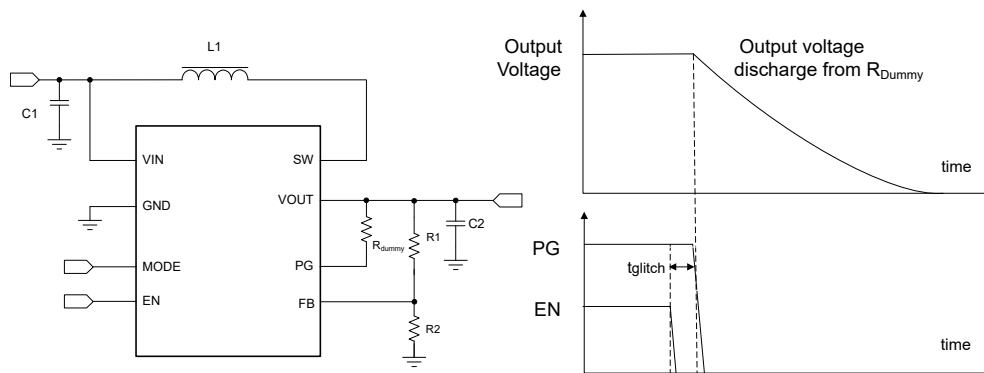 L1
C1
VIN
SW
GND
VOUT
C2
R1
Rdummy
MODE
PG
EN
FB
R2
Output
Voltage
Output voltage
discharge from RDummy
time
PG
tglitch
EN
time